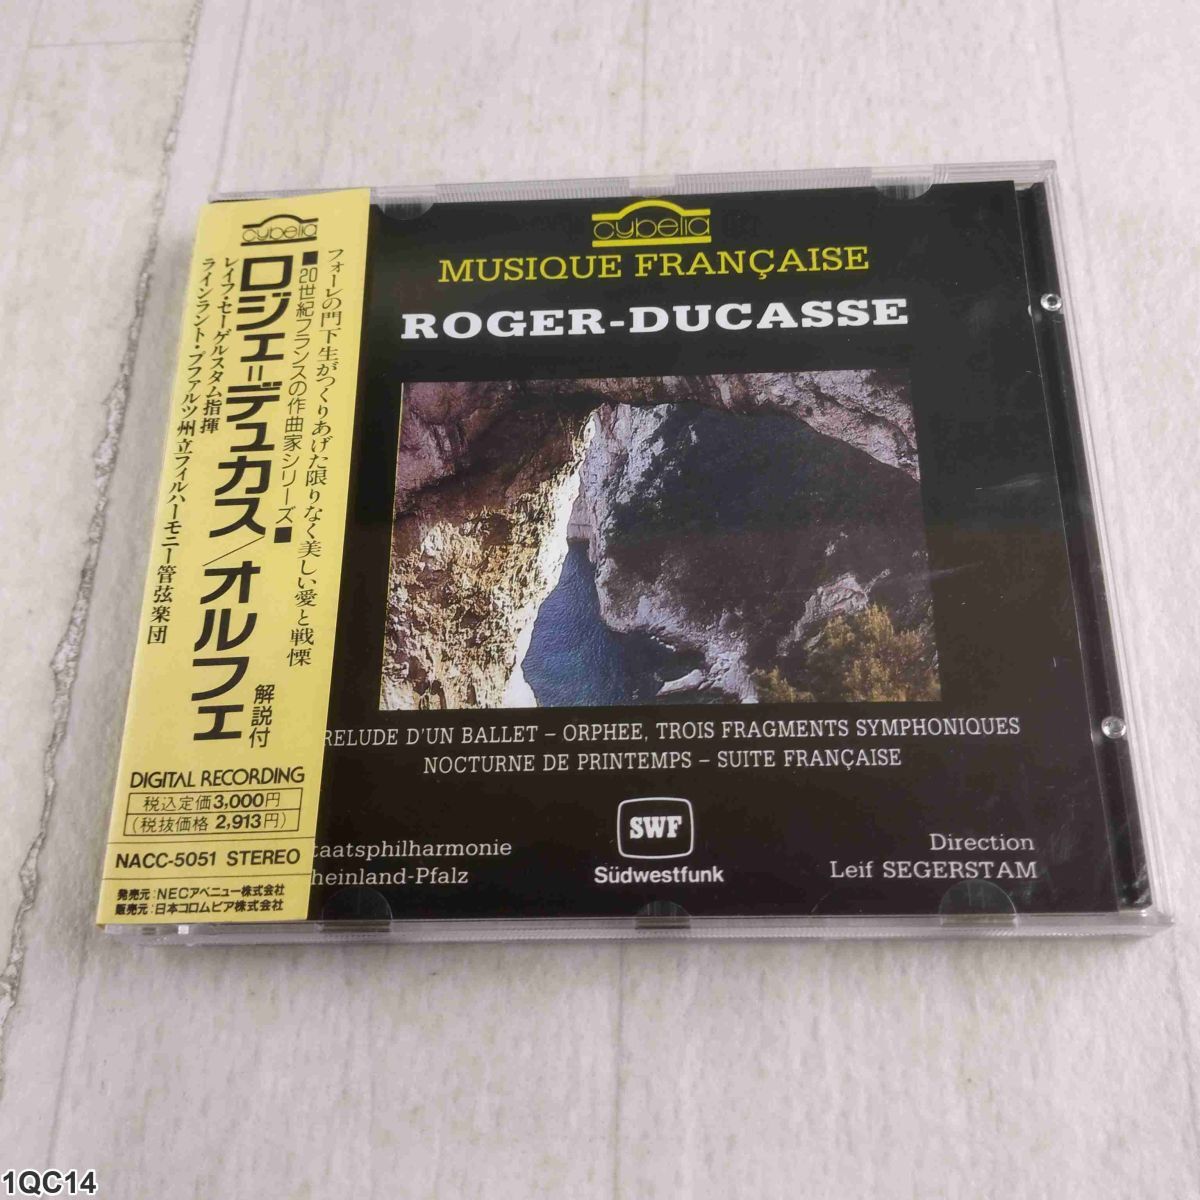 cybelia
フォーレの門下生がつくりあげた限りなく美しい愛と戦慄
■20世紀フランスの作曲家シリーズ■
ロジェ=デュカス/オルフェ
解説付
レイフ・セーゲルスタム指揮
ラインラント・プファルツ州立フィルハーモニー管弦楽団
DIGITAL RECORDING
税込定価3,000円
(税抜価格 2,913円)
NACC-5051 STEREO
発売元:NECアベニュー株式会社
販売元:日本コロムビア株式会社
cybelia
MUSIQUE FRANÇAISE
ROGER-DUCASSE
RELUDE D'UN BALLET – ORPHEE, TROIS FRAGMENTS SYMPHONIQUES
NOCTURNE DE PRINTEMPS – SUITE FRANÇAISE
taatsphilharmonie
heinland-Pfalz
SWF
Südwestfunk
Direction
Leif SEGERSTAM
1QC14